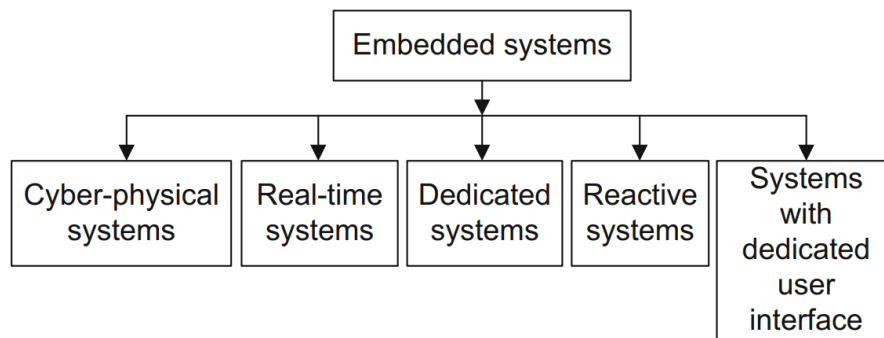 Embedded systems
Cyber-physical
systems
Real-time
systems
Dedicated
systems
Reactive
systems
Systems
with
dedicated
user
interface